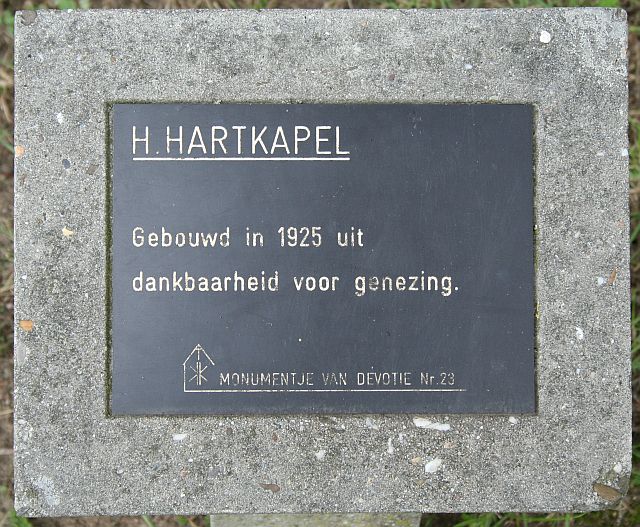 H. HARTKAPEL
Gebouwd in 1925 uit
dankbaarheid voor genezing.
MONUMENTJE VAN DEVOTIE Nr. 23